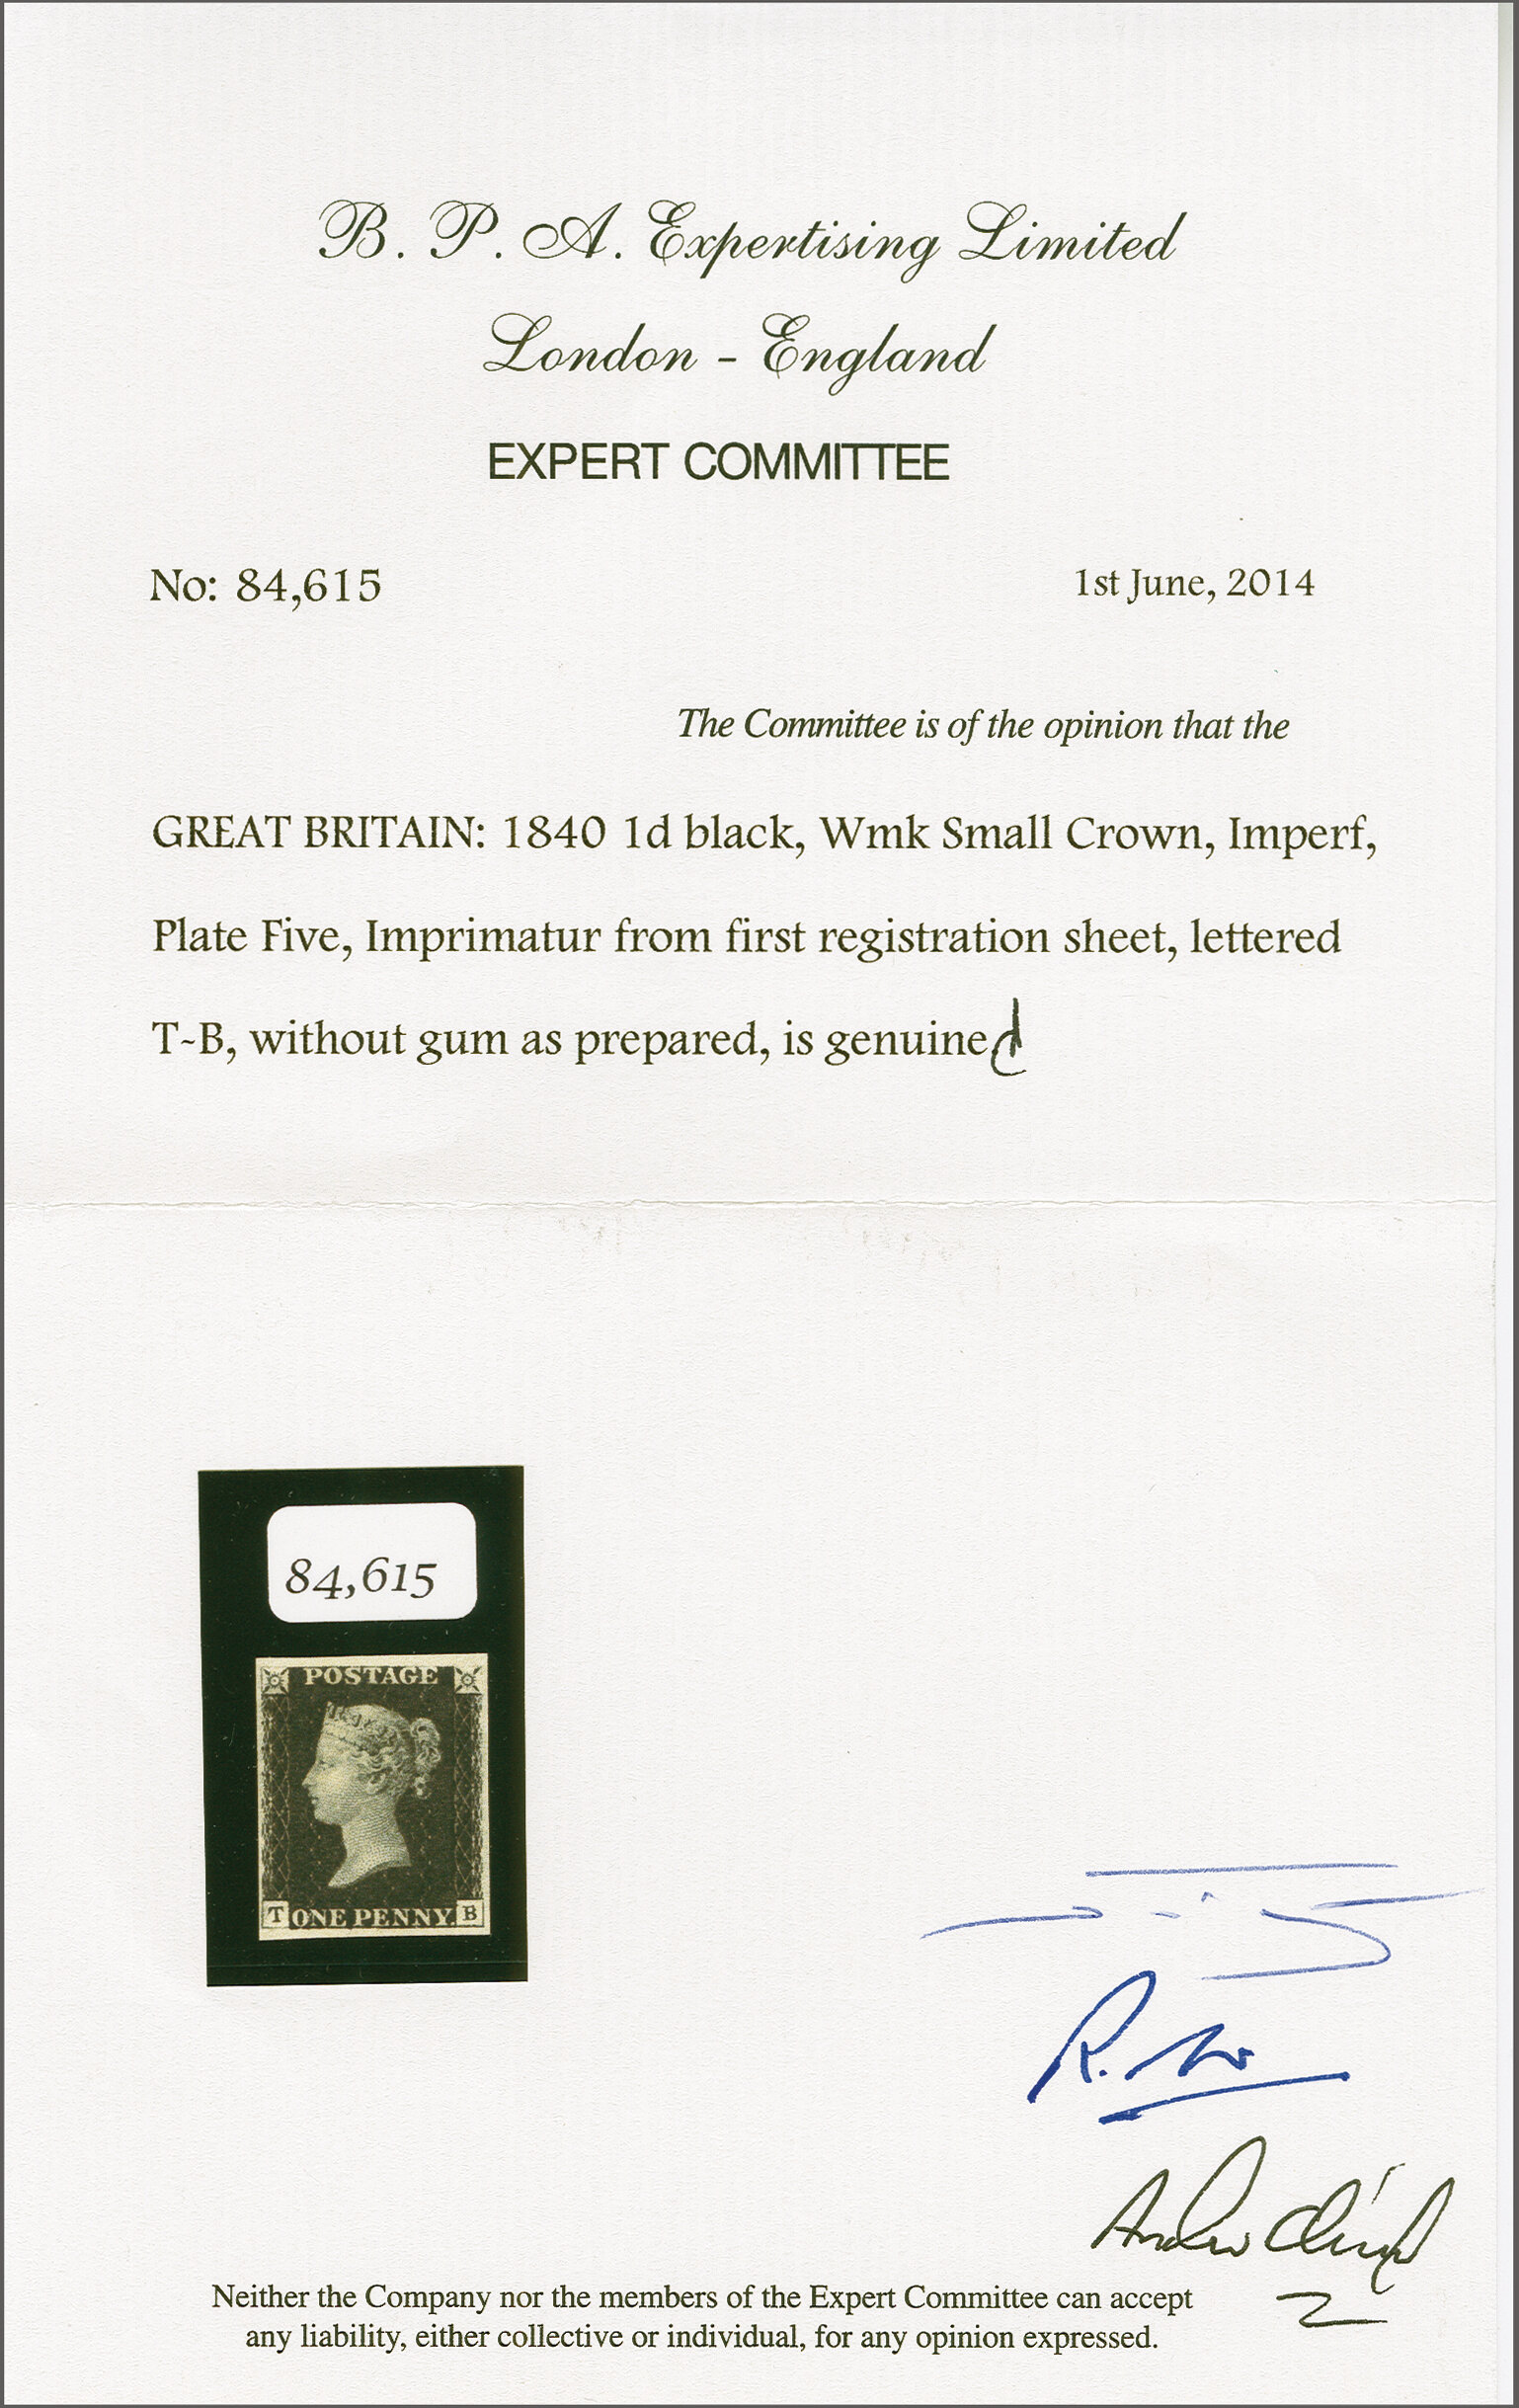 B. P. A. Expertising Limited
London - England
EXPERT COMMITTEE
No: 84,615
1st June, 2014
The Committee is of the opinion that the
GREAT BRITAIN: 1840 1d black, Wmk Small Crown, Imperf,
Plate Five, Imprimatur from first registration sheet, lettered
T-B, without gum as prepared, is genuine
84,615
POSTAGE
T ONE PENNY. B
Neither the Company nor the members of the Expert Committee can accept
any liability, either collective or individual, for any opinion expressed.